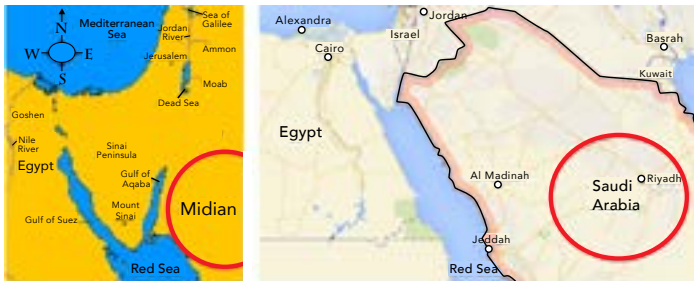 Mediterranean
Sea
Sea of
Galilee
Jordan
River
N
W
E
S
Jerusalem
Ammon
Moab
Dead Sea
Goshen
Nile
River
Egypt
Sinai
Peninsula
Gulf of
Aqaba
Mount
Sinai
Midian
Gulf of Suez
Red Sea
Alexandra
Jordan
Israel
Cairo
Basrah
Kuwait
Egypt
Al Madinah
Saudi
Arabia
Riyadh
Jeddah
Red Sea